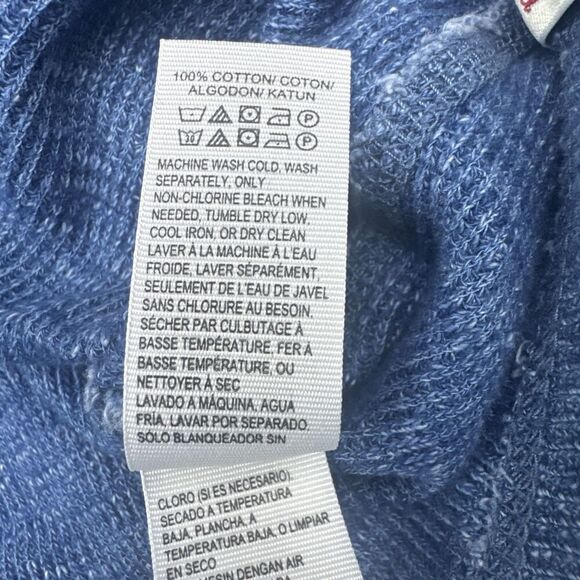 100% COTTON/ COTON/
ALGODON/ KATUN
MACHINE WASH COLD, WASH
SEPARATELY, ONLY
NON-CHLORINE BLEACH WHEN
NEEDED, TUMBLE DRY LOW,
COOL IRON, OR DRY CLEAN
LAVER À LA MACHINE À L'EAU
FROIDE, LAVER SÉPARÉMENT,
SEULEMENT DE L'EAU DE JAVEL
SANS CHLORURE AU BESOIN,
SÉCHER PAR CULBUTAGE À
BASSE TEMPÉRATURE, FER À
BASSE TEMPÉRATURE, OU
NETTOYER À SEC
LAVADO A MÁQUINA, AGUA
FRÍA, LAVAR POR SEPARADO.
SÓLO BLANQUEADOR SIN
CLORO (SI ES NECESARIO)
SECADO A TEMPERATURA
BAJA, PLANCHA, A
TEMPERATURA BAJA, O LIMPIAR
EN SECO
MESIN DENGAN AIR